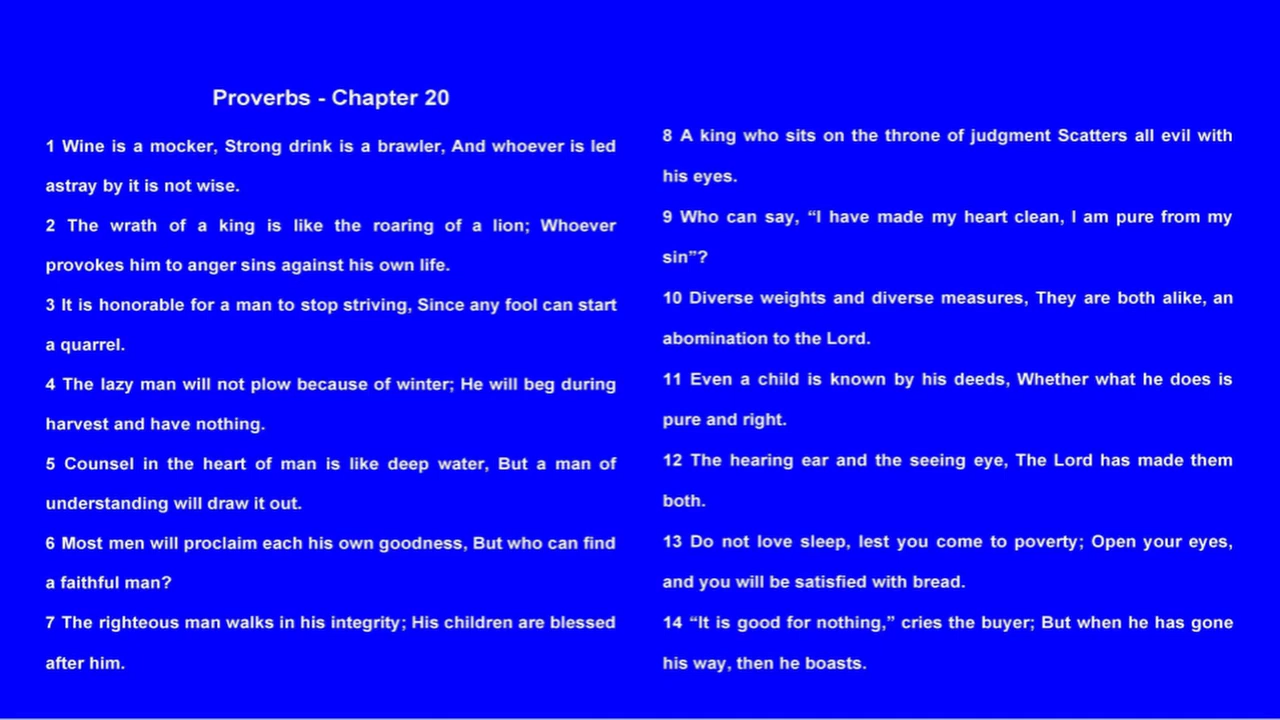 Proverbs - Chapter 20
1 Wine is a mocker, Strong drink is a brawler, And whoever is led
astray by it is not wise.
2 The wrath of a king is like the roaring of a lion; Whoever
provokes him to anger sins against his own life.
3 It is honorable for a man to stop striving, Since any fool can start
a quarrel.
4 The lazy man will not plow because of winter; He will beg during
harvest and have nothing.
5 Counsel in the heart of man is like deep water, But a man of
understanding will draw it out.
6 Most men will proclaim each his own goodness, But who can find
a faithful man?
7 The righteous man walks in his integrity; His children are blessed
after him.
8 A king who sits on the throne of judgment Scatters all evil with
his eyes.
9 Who can say, “I have made my heart clean, I am pure from my
sin”?
10 Diverse weights and diverse measures, They are both alike, an
abomination to the Lord.
11 Even a child is known by his deeds, Whether what he does is
pure and right.
12 The hearing ear and the seeing eye, The Lord has made them
both.
13 Do not love sleep, lest you come to poverty; Open your eyes,
and you will be satisfied with bread.
14 “It is good for nothing,” cries the buyer; But when he has gone
his way, then he boasts.